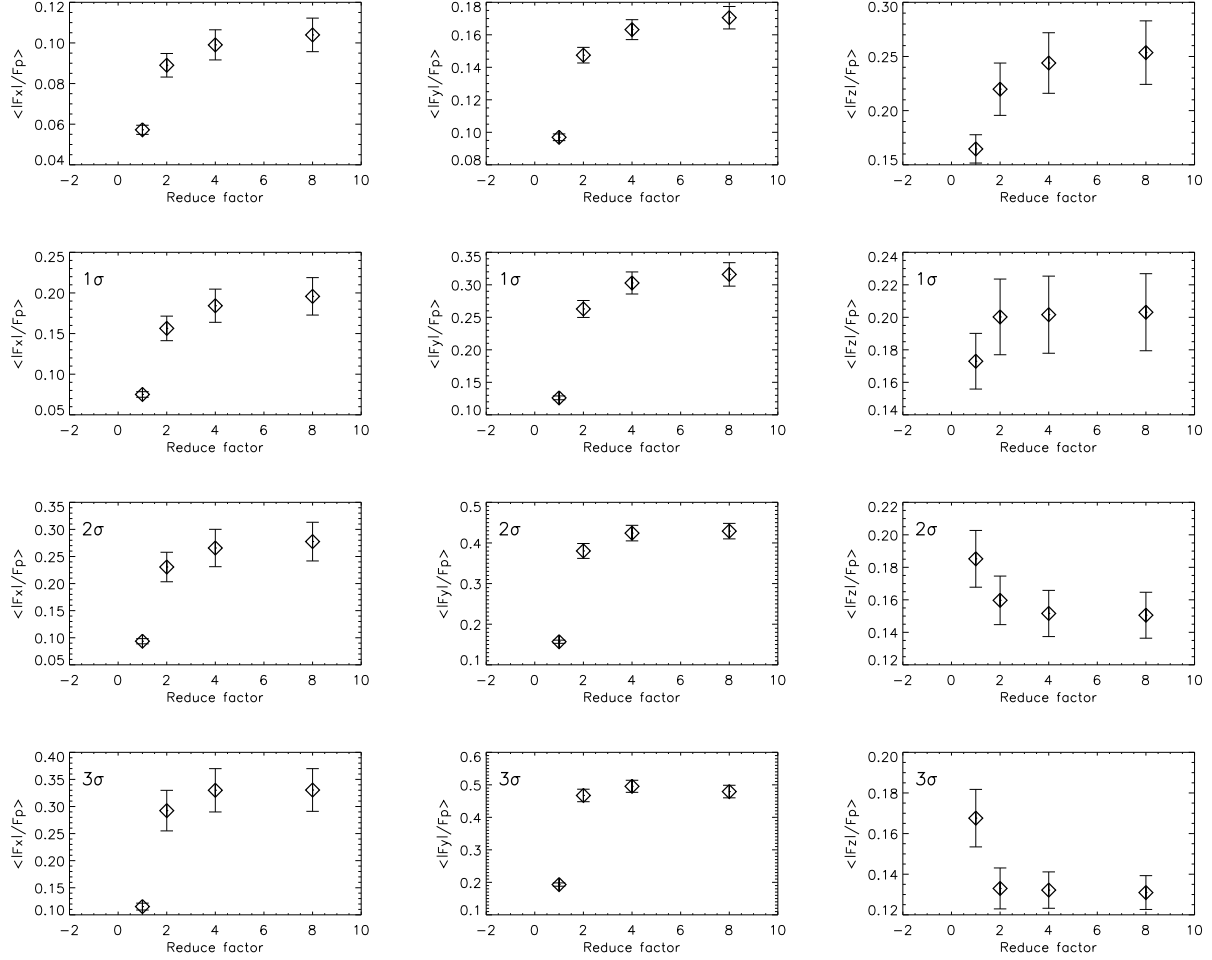 0.12
0.10
0.08
0.06
0.04
<|Fx|/Fp>
-2 0 2 4 6 8 10
Reduce factor
0.18
0.16
0.14
0.12
0.10
0.08
<|Fy|/Fp>
-2 0 2 4 6 8 10
Reduce factor
0.30
0.25
0.20
0.15
<|Fz|/Fp>
-2 0 2 4 6 8 10
Reduce factor
1σ
0.25
0.20
0.15
0.10
0.05
<|Fx|/Fp>
-2 0 2 4 6 8 10
Reduce factor
1σ
0.35
0.30
0.25
0.20
0.15
0.10
<|Fy|/Fp>
-2 0 2 4 6 8 10
Reduce factor
1σ
0.24
0.22
0.20
0.18
0.16
0.14
<|Fz|/Fp>
-2 0 2 4 6 8 10
Reduce factor
2σ
0.35
0.30
0.25
0.20
0.15
0.10
0.05
<|Fx|/Fp>
-2 0 2 4 6 8 10
Reduce factor
2σ
0.5
0.4
0.3
0.2
0.1
<|Fy|/Fp>
-2 0 2 4 6 8 10
Reduce factor
2σ
0.22
0.20
0.18
0.16
0.14
0.12
<|Fz|/Fp>
-2 0 2 4 6 8 10
Reduce factor
3σ
0.40
0.35
0.30
0.25
0.20
0.15
0.10
<|Fx|/Fp>
-2 0 2 4 6 8 10
Reduce factor
3σ
0.6
0.5
0.4
0.3
0.2
0.1
<|Fy|/Fp>
-2 0 2 4 6 8 10
Reduce factor
3σ
0.20
0.18
0.16
0.14
0.12
<|Fz|/Fp>
-2 0 2 4 6 8 10
Reduce factor